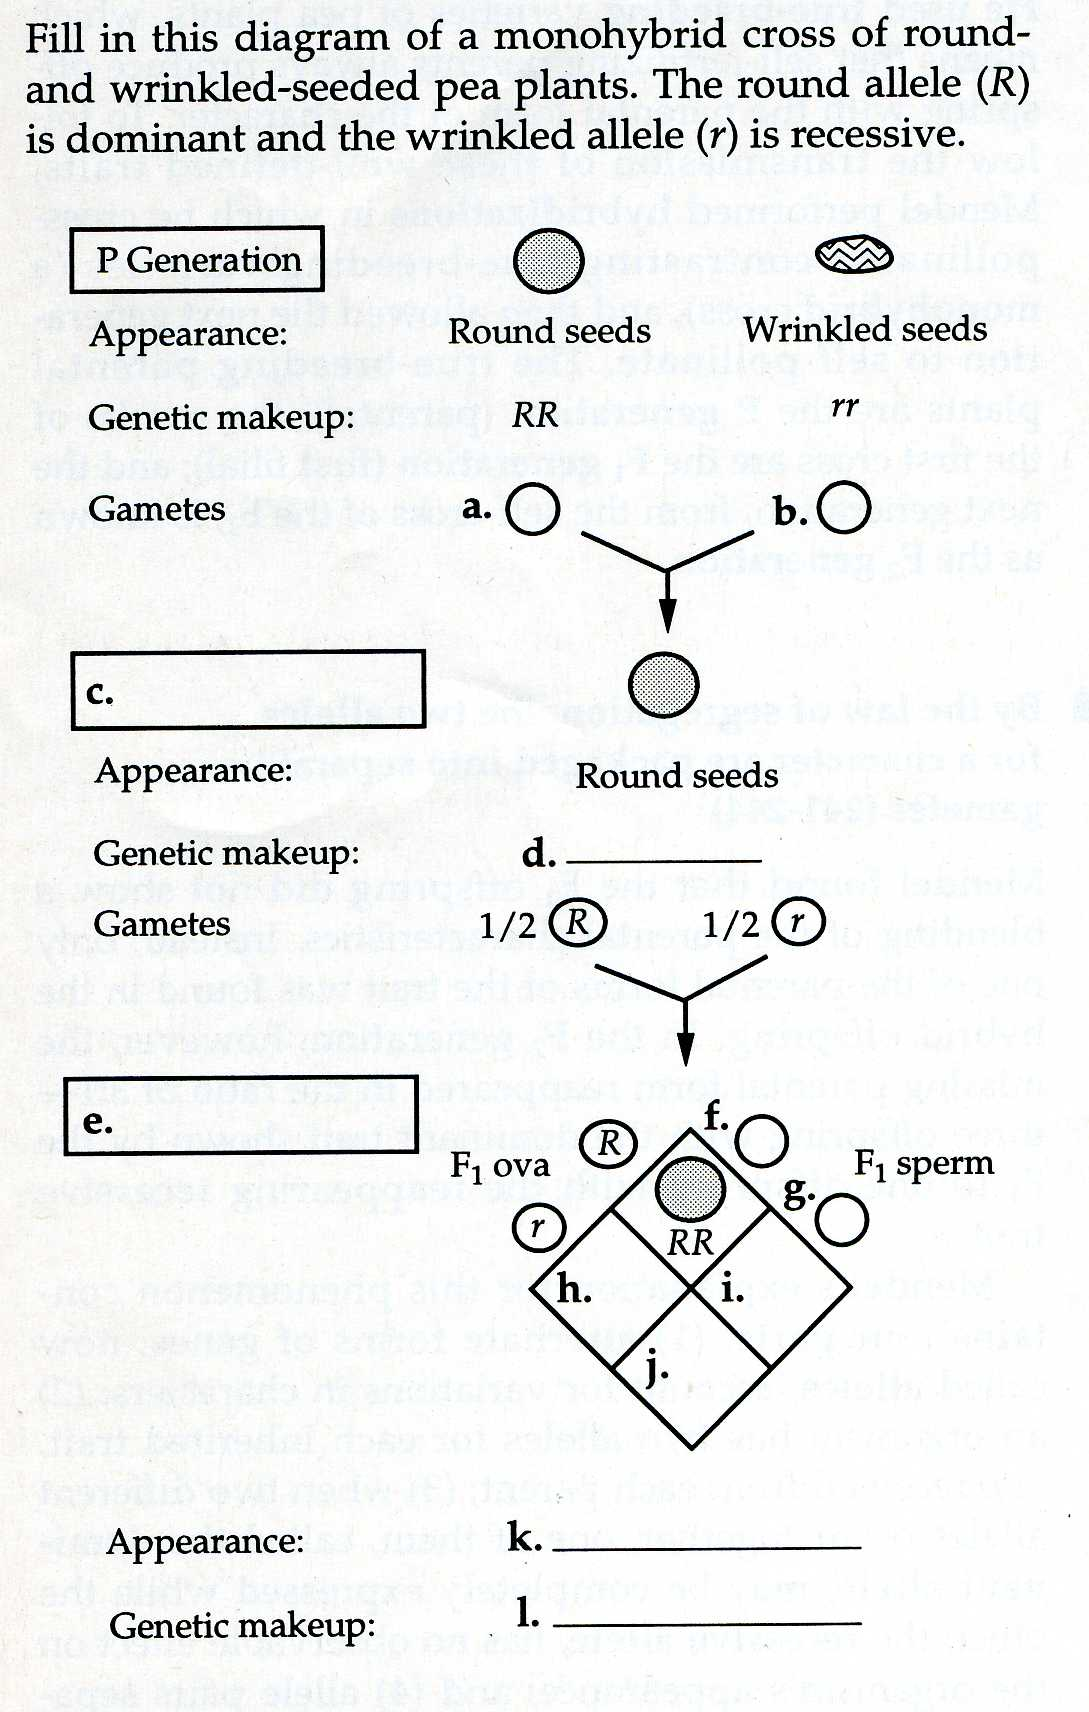 Fill in this diagram of a monohybrid cross of round-
and wrinkled-seeded pea plants. The round allele (R)
is dominant and the wrinkled allele (r) is recessive.
P Generation
Appearance: Round seeds Wrinkled seeds
Genetic makeup: RR rr
Gametes a. b.
c.
Appearance: Round seeds
Genetic makeup: d.
Gametes 1/2 R 1/2 r
e.
F₁ ova R f. F₁ sperm
r RR g.
h. i.
j.
Appearance: k.
Genetic makeup: l.